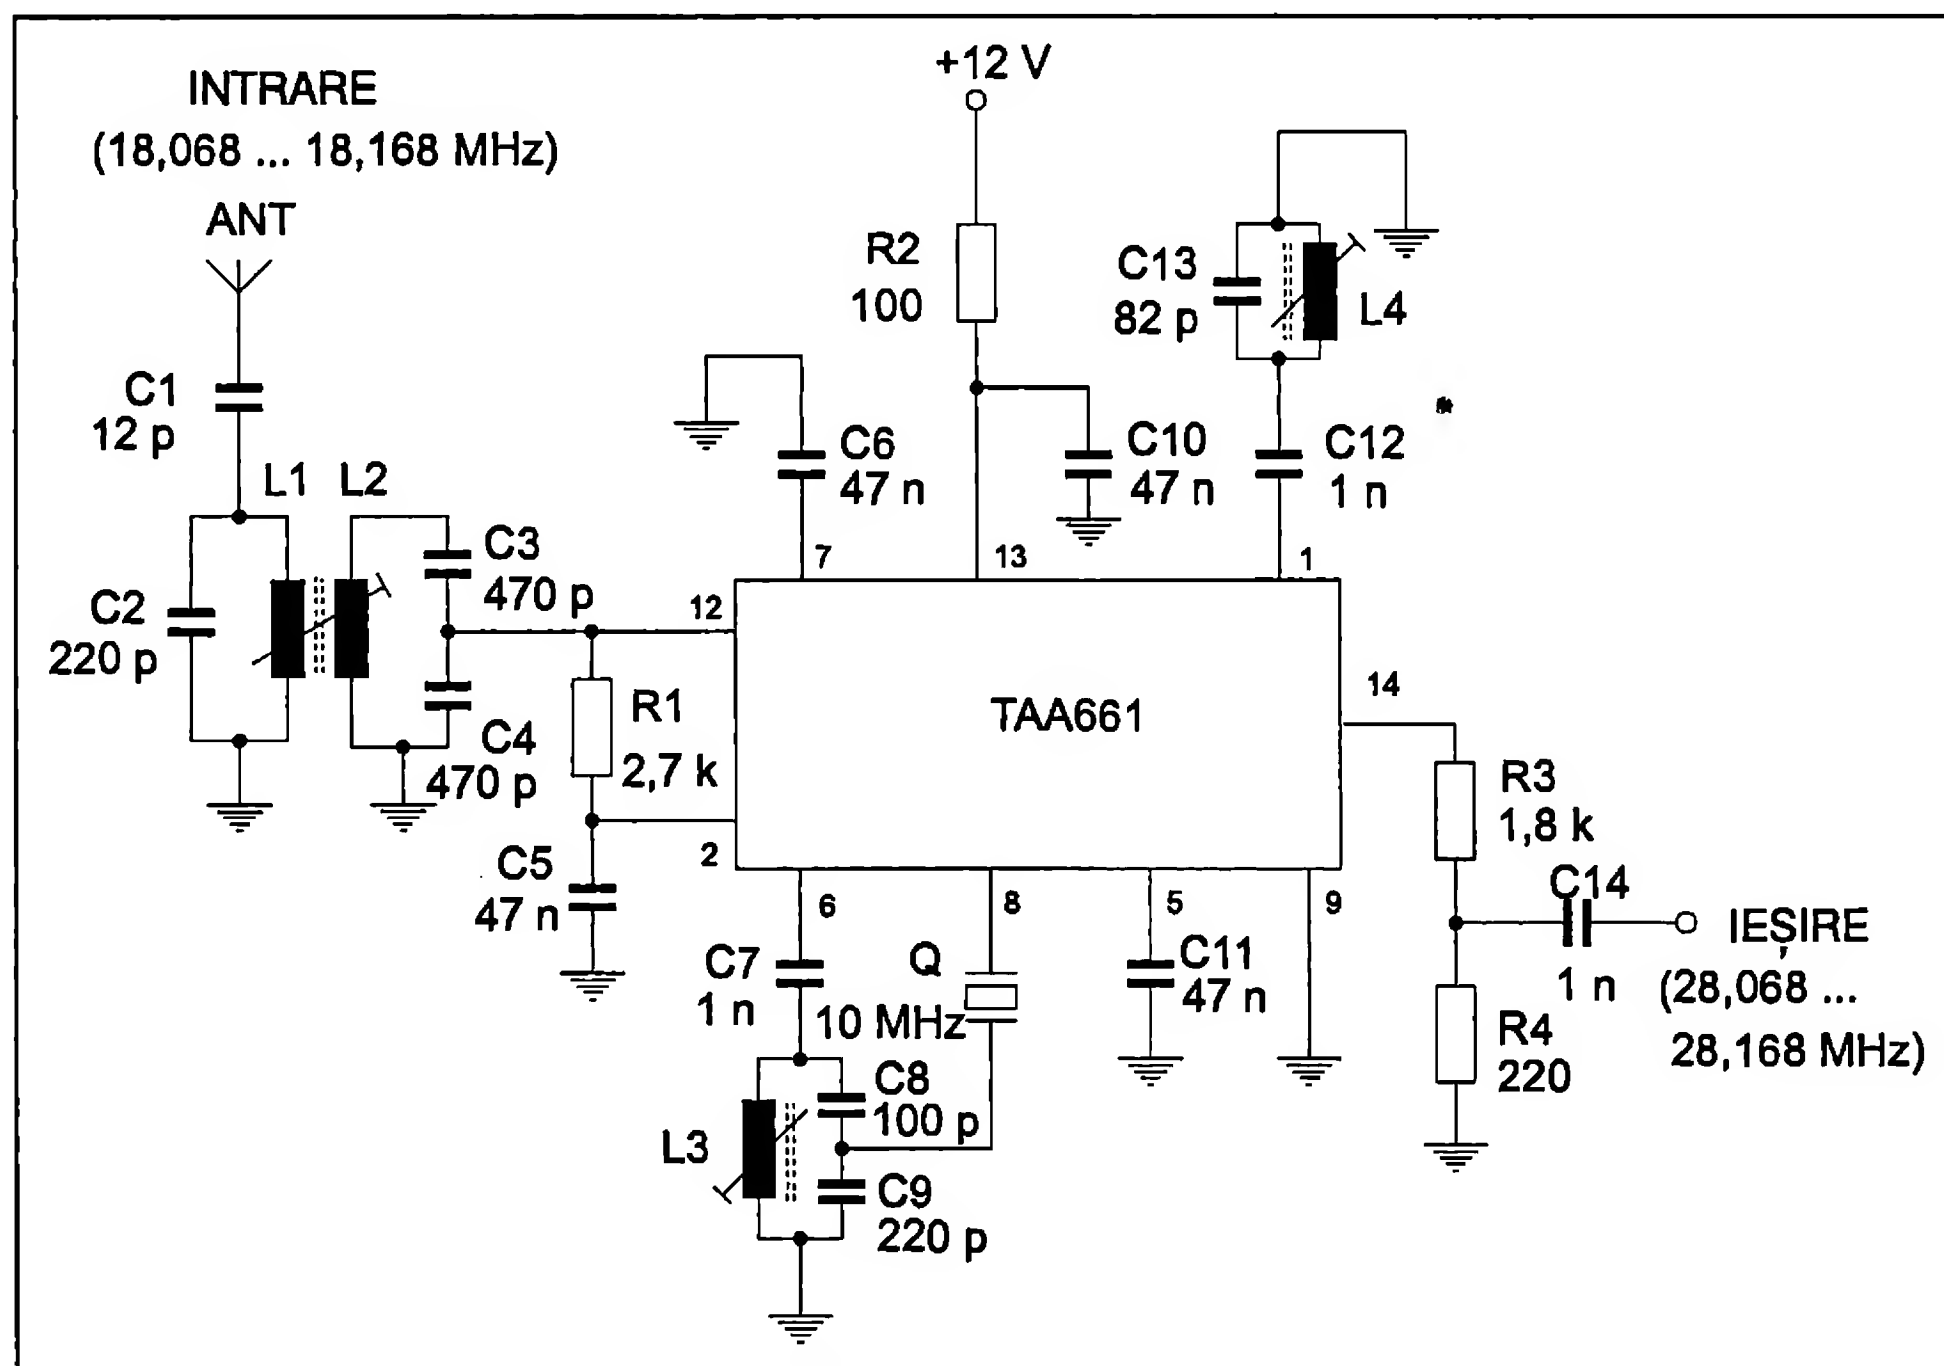 INTRARE
(18,068 ... 18,168 MHz)
ANT
+12 V
R2
100
C13
82 p
L4
C1
12 p
C6
47 n
C10
47 n
C12
1 n
L1
L2
C3
470 p
7
13
1
C2
220 p
12
R1
2,7 k
C4
470 p
TAA661
14
R3
1,8 k
2
C5
47 n
6
8
5
9
C14
1 n
IEȘIRE
(28,068 ...
28,168 MHz)
C7
1 n
Q
10 MHz
C11
47 n
R4
220
C8
100 p
L3
C9
220 p